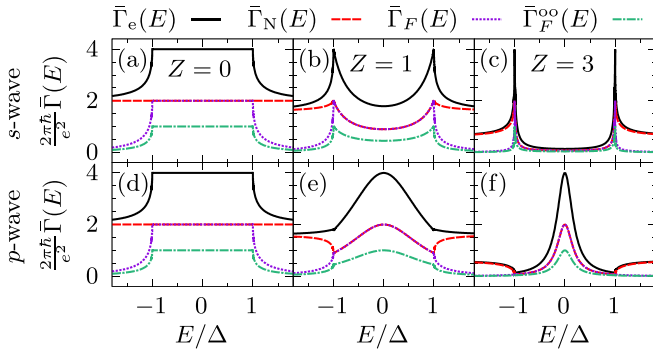 Γ̄e(E) Γ̄N(E) Γ̄F(E) Γ̄F^oo(E)
s-wave
2πħ/e² Γ̄(E)
4
2
0
(a) Z = 0
(b) Z = 1
(c) Z = 3
p-wave
2πħ/e² Γ̄(E)
4
2
0
(d)
(e)
(f)
−1 0 1 −1 0 1 −1 0 1
E/Δ E/Δ E/Δ